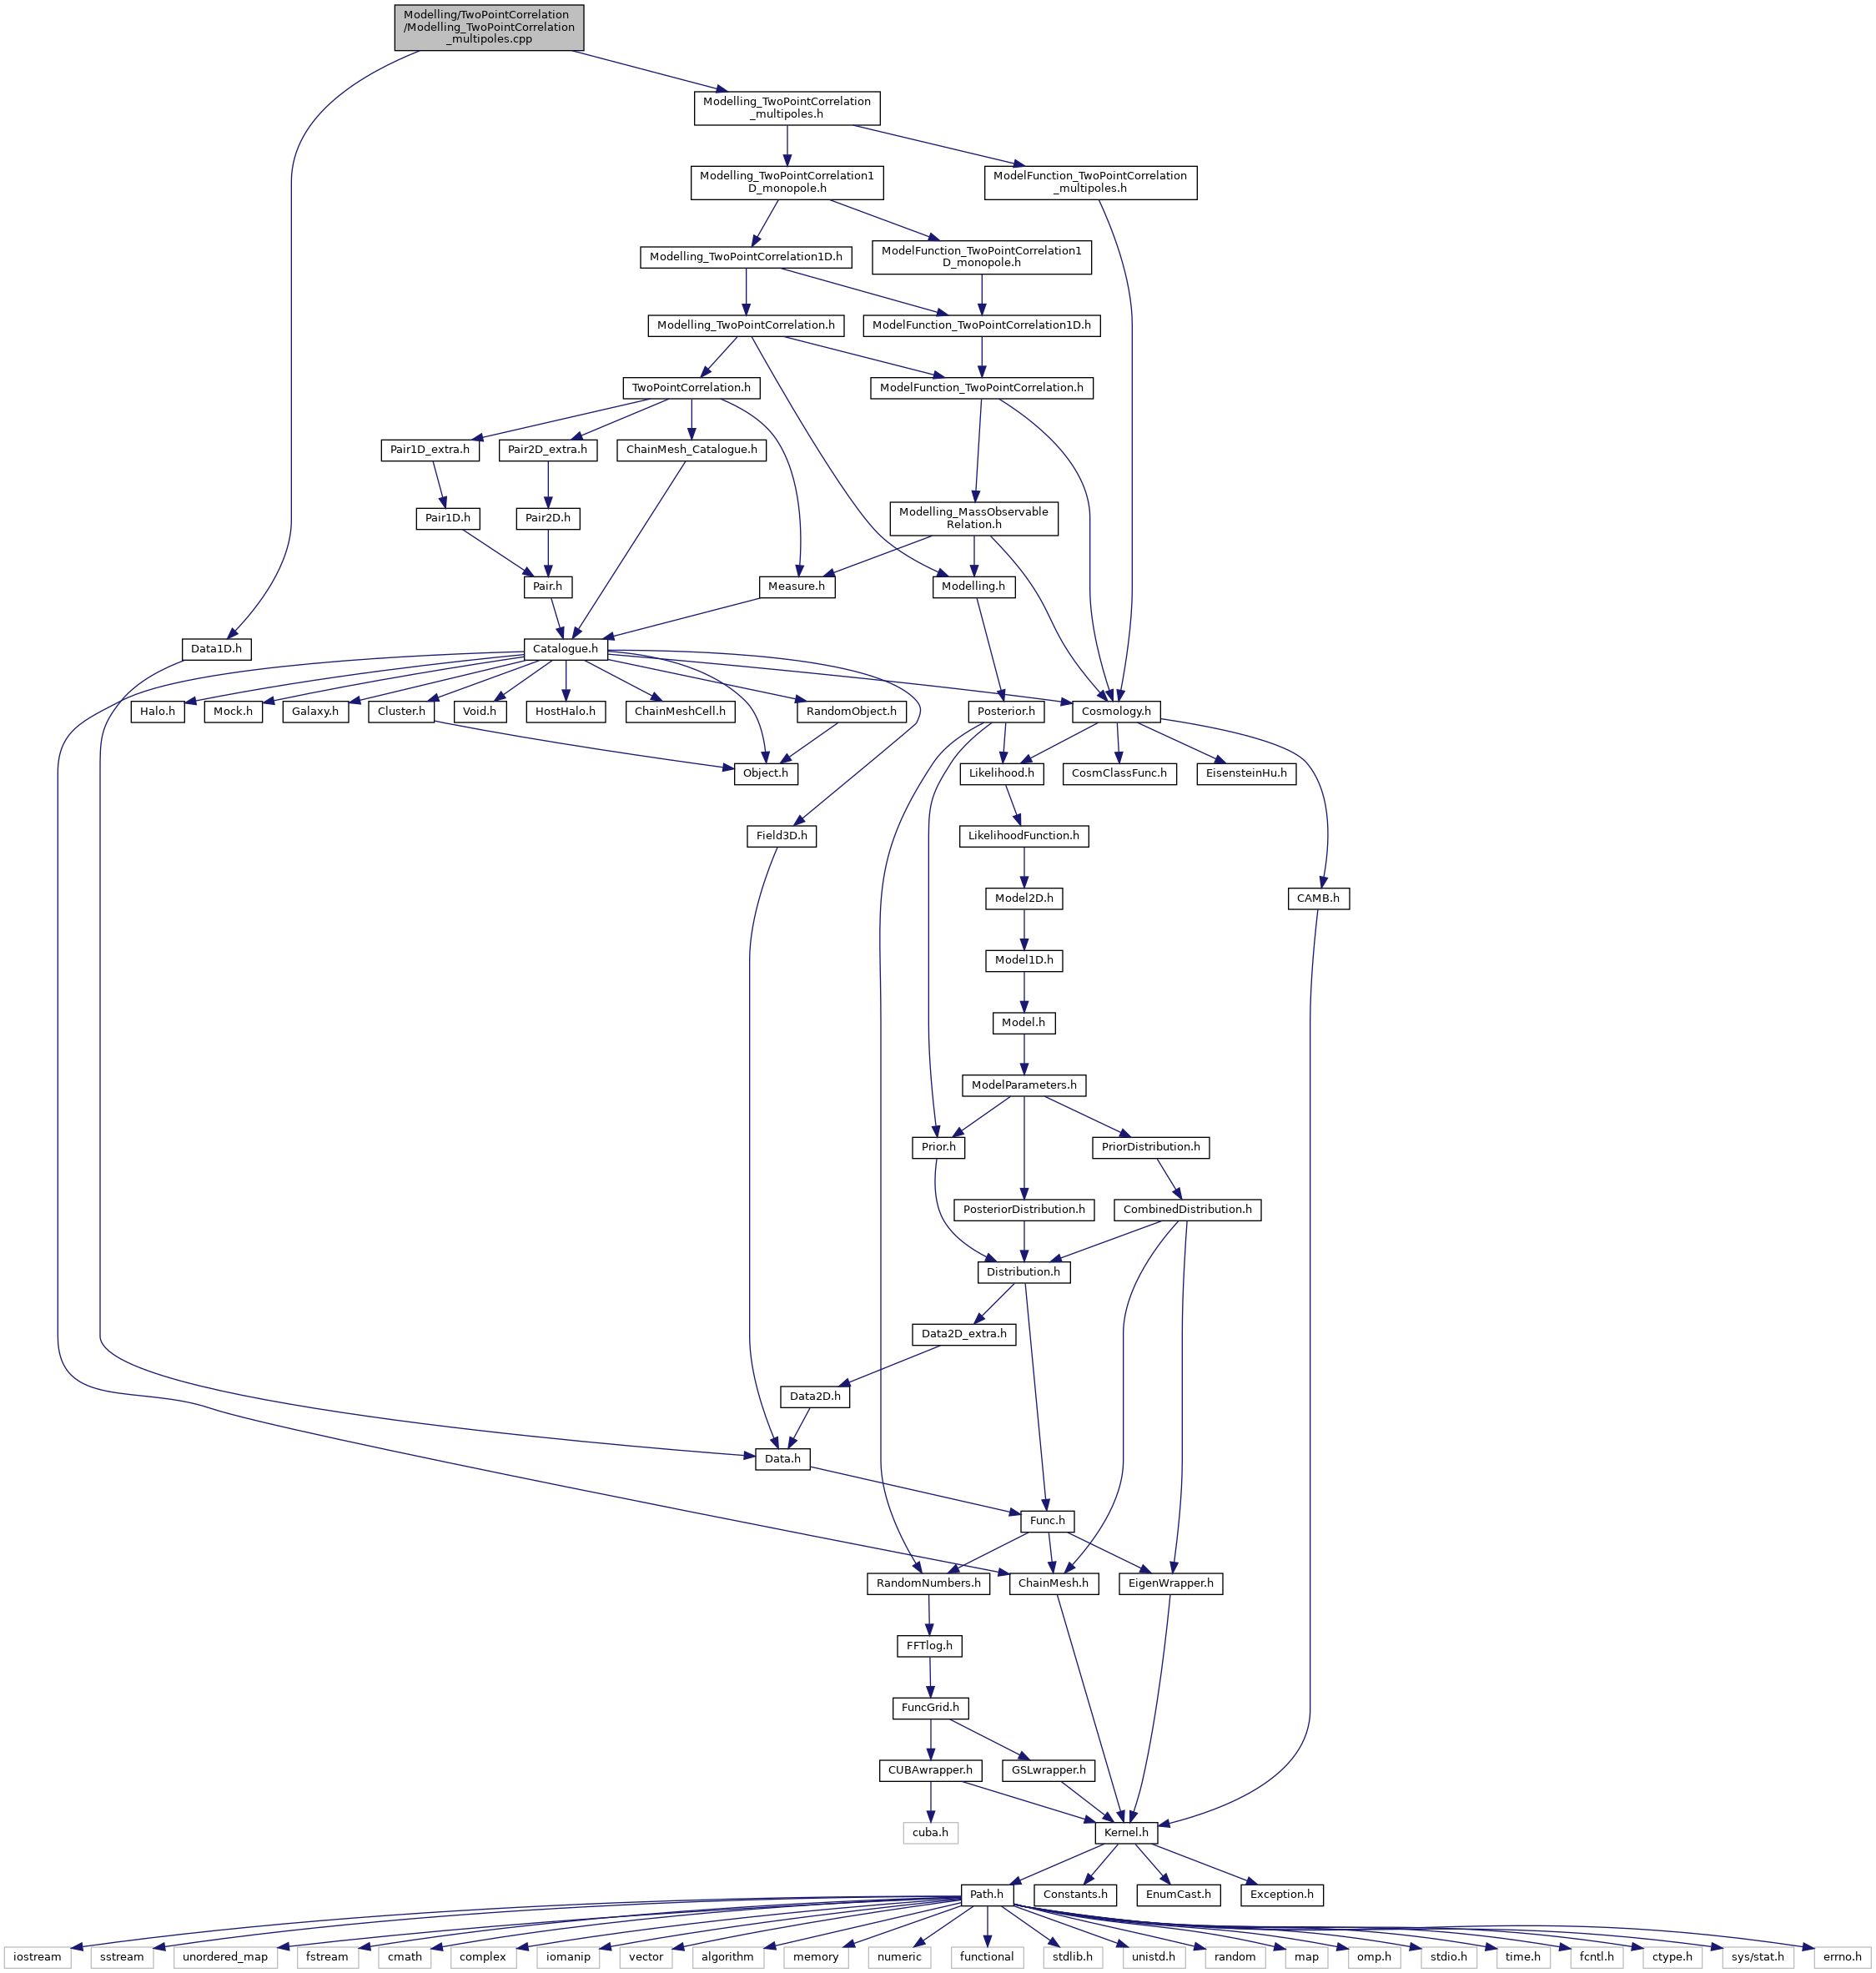 Modelling/TwoPointCorrelation
/Modelling_TwoPointCorrelation
_multipoles.cpp
Modelling_TwoPointCorrelation
_multipoles.h
Modelling_TwoPointCorrelation1
D_monopole.h
ModelFunction_TwoPointCorrelation
_multipoles.h
Modelling_TwoPointCorrelation1D.h
ModelFunction_TwoPointCorrelation1
D_monopole.h
Modelling_TwoPointCorrelation.h
ModelFunction_TwoPointCorrelation1D.h
TwoPointCorrelation.h
ModelFunction_TwoPointCorrelation.h
Pair1D_extra.h
Pair2D_extra.h
ChainMesh_Catalogue.h
Pair1D.h
Pair2D.h
Modelling_MassObservable
Relation.h
Pair.h
Measure.h
Modelling.h
Data1D.h
Catalogue.h
Halo.h
Mock.h
Galaxy.h
Cluster.h
Void.h
HostHalo.h
ChainMeshCell.h
RandomObject.h
Posterior.h
Cosmology.h
Object.h
Likelihood.h
CosmClassFunc.h
EisensteinHu.h
Field3D.h
LikelihoodFunction.h
Model2D.h
CAMB.h
Model1D.h
Model.h
ModelParameters.h
Prior.h
PriorDistribution.h
PosteriorDistribution.h
CombinedDistribution.h
Distribution.h
Data2D_extra.h
Data2D.h
Data.h
Func.h
RandomNumbers.h
ChainMesh.h
EigenWrapper.h
FFTlog.h
FuncGrid.h
CUBAwrapper.h
GSLwrapper.h
cuba.h
Kernel.h
Path.h
Constants.h
EnumCast.h
Exception.h
iostream
sstream
unordered_map
fstream
cmath
complex
iomanip
vector
algorithm
memory
numeric
functional
stdlib.h
unistd.h
random
map
omp.h
stdio.h
time.h
fcntl.h
ctype.h
sys/stat.h
errno.h